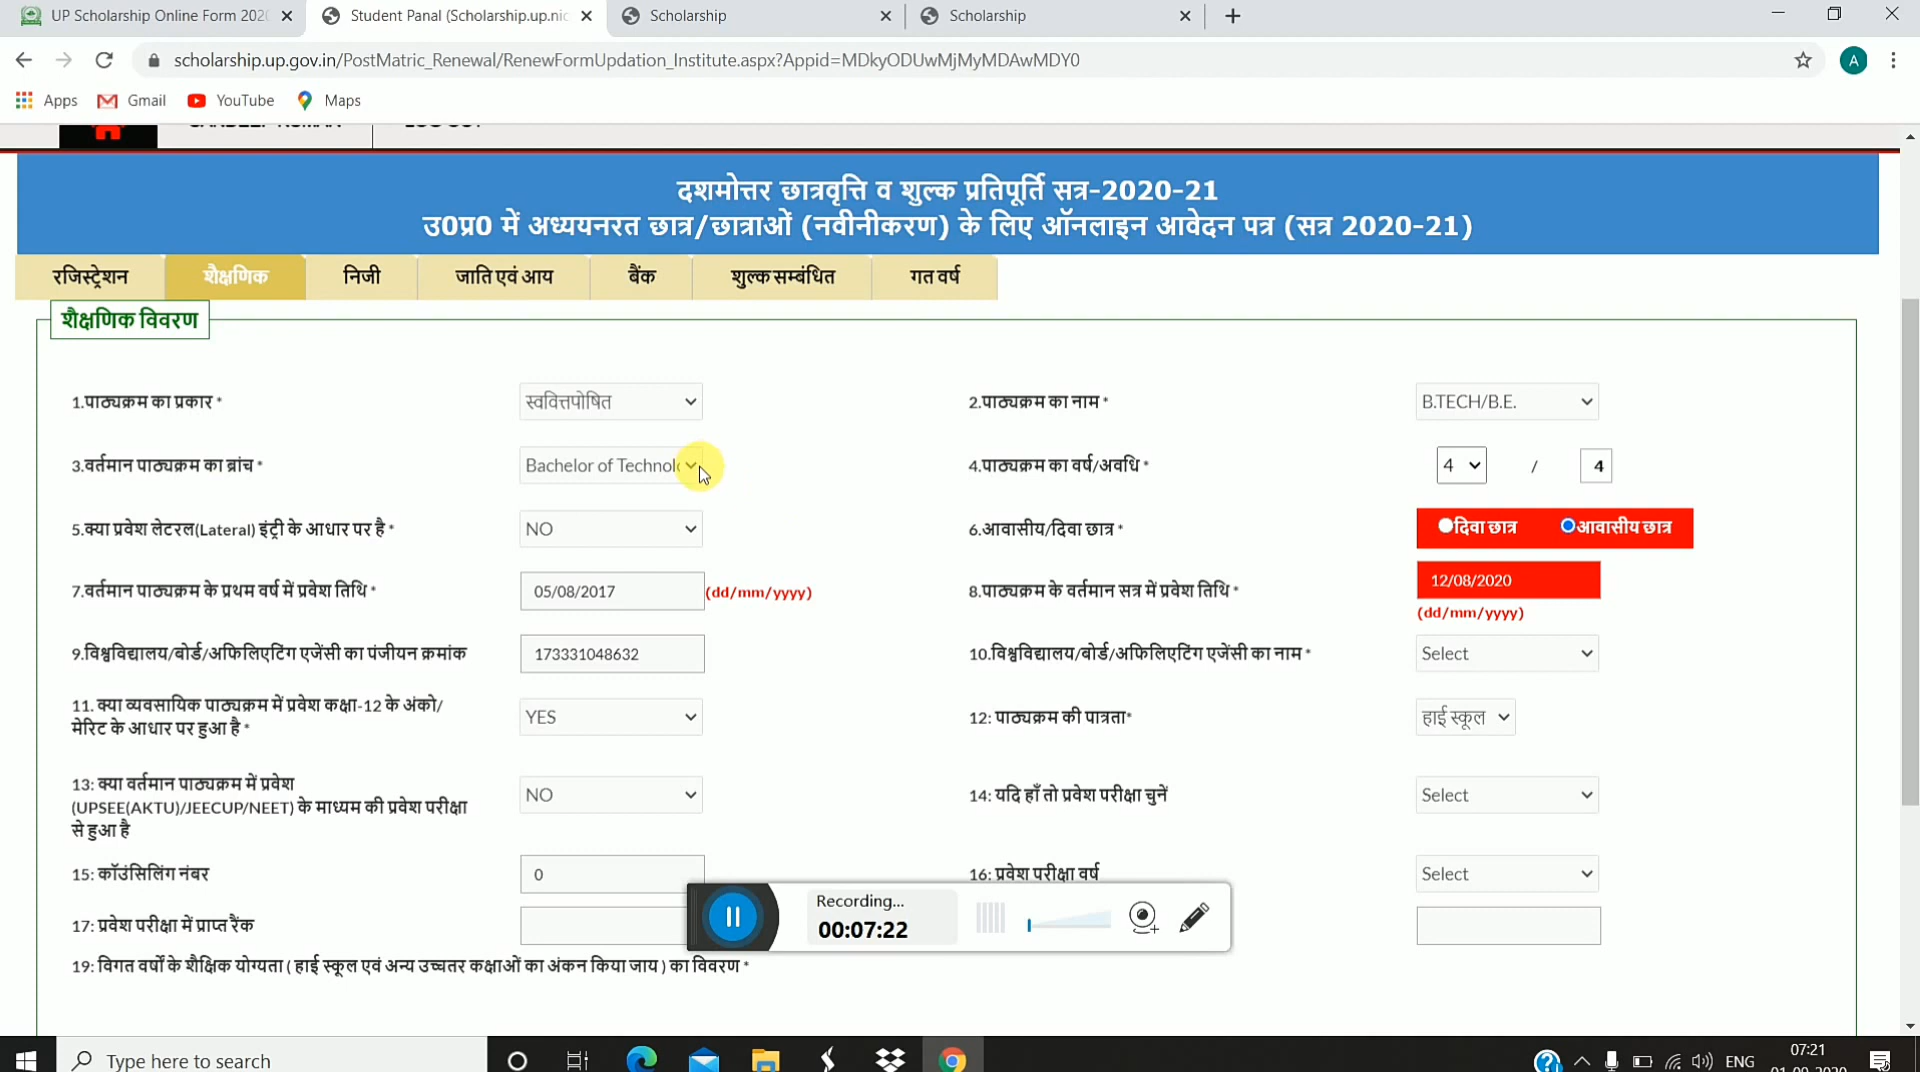 UP Scholarship Online Form 202
Student Panal (Scholarship.up.nic
Scholarship
Scholarship
scholarship.up.gov.in/PostMatric_Renewal/RenewFormUpdation_Institute.aspx?Appid=MDkyODUwMjMyMDAwMDY0
A
Apps
Gmail
YouTube
Maps
दशमोत्तर छात्रवृत्ति व शुल्क प्रतिपूर्ति सत्र-2020-21
उ0प्र0 में अध्ययनरत छात्र/छात्राओं (नवीनीकरण) के लिए ऑनलाइन आवेदन पत्र (सत्र 2020-21)
रजिस्ट्रेशन शैक्षणिक निजी जाति एवं आय बैंक शुल्क सम्बंधित गत वर्ष
शैक्षणिक विवरण
1.पाठ्यक्रम का प्रकार * स्ववित्तपोषित 2.पाठ्यक्रम का नाम * B.TECH/B.E.
3.वर्तमान पाठ्यक्रम का ब्रांच * Bachelor of Technol 4.पाठ्यक्रम का वर्ष/अवधि * 4 / 4
5.क्या प्रवेश लेटरल(Lateral) इंट्री के आधार पर है * NO 6.आवासीय/दिवा छात्र * दिवा छात्र आवासीय छात्र
7.वर्तमान पाठ्यक्रम के प्रथम वर्ष में प्रवेश तिथि * 05/08/2017 (dd/mm/yyyy) 8.पाठ्यक्रम के वर्तमान सत्र में प्रवेश तिथि * 12/08/2020
(dd/mm/yyyy)
9.विश्वविद्यालय/बोर्ड/अफिलिएटिंग एजेंसी का पंजीयन क्रमांक 173331048632 10.विश्वविद्यालय/बोर्ड/अफिलिएटिंग एजेंसी का नाम * Select
11. क्या व्यवसायिक पाठ्यक्रम में प्रवेश कक्षा-12 के अंको/
मेरिट के आधार पर हुआ है * YES 12: पाठ्यक्रम की पात्रता* हाई स्कूल
13: क्या वर्तमान पाठ्यक्रम में प्रवेश
(UPSEE(AKTU)/JEECUP/NEET) के माध्यम की प्रवेश परीक्षा
से हुआ है NO 14: यदि हाँ तो प्रवेश परीक्षा चुनें Select
15: कॉउंसिलिंग नंबर 0 16: प्रवेश परीक्षा वर्ष Select
17: प्रवेश परीक्षा में प्राप्त रैंक
Recording...
00:07:22
19: विगत वर्षों के शैक्षिक योग्यता ( हाई स्कूल एवं अन्य उच्चतर कक्षाओं का अंकन किया जाय ) का विवरण *
Type here to search
ENG
07:21